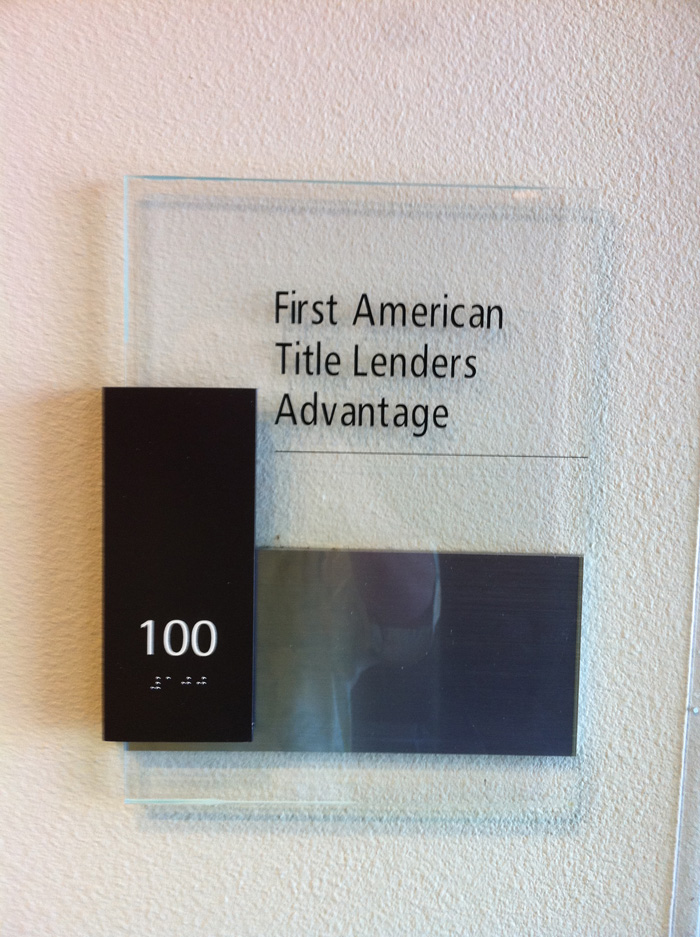 First American
Title Lenders
Advantage
100
⠼⠁⠚⠚